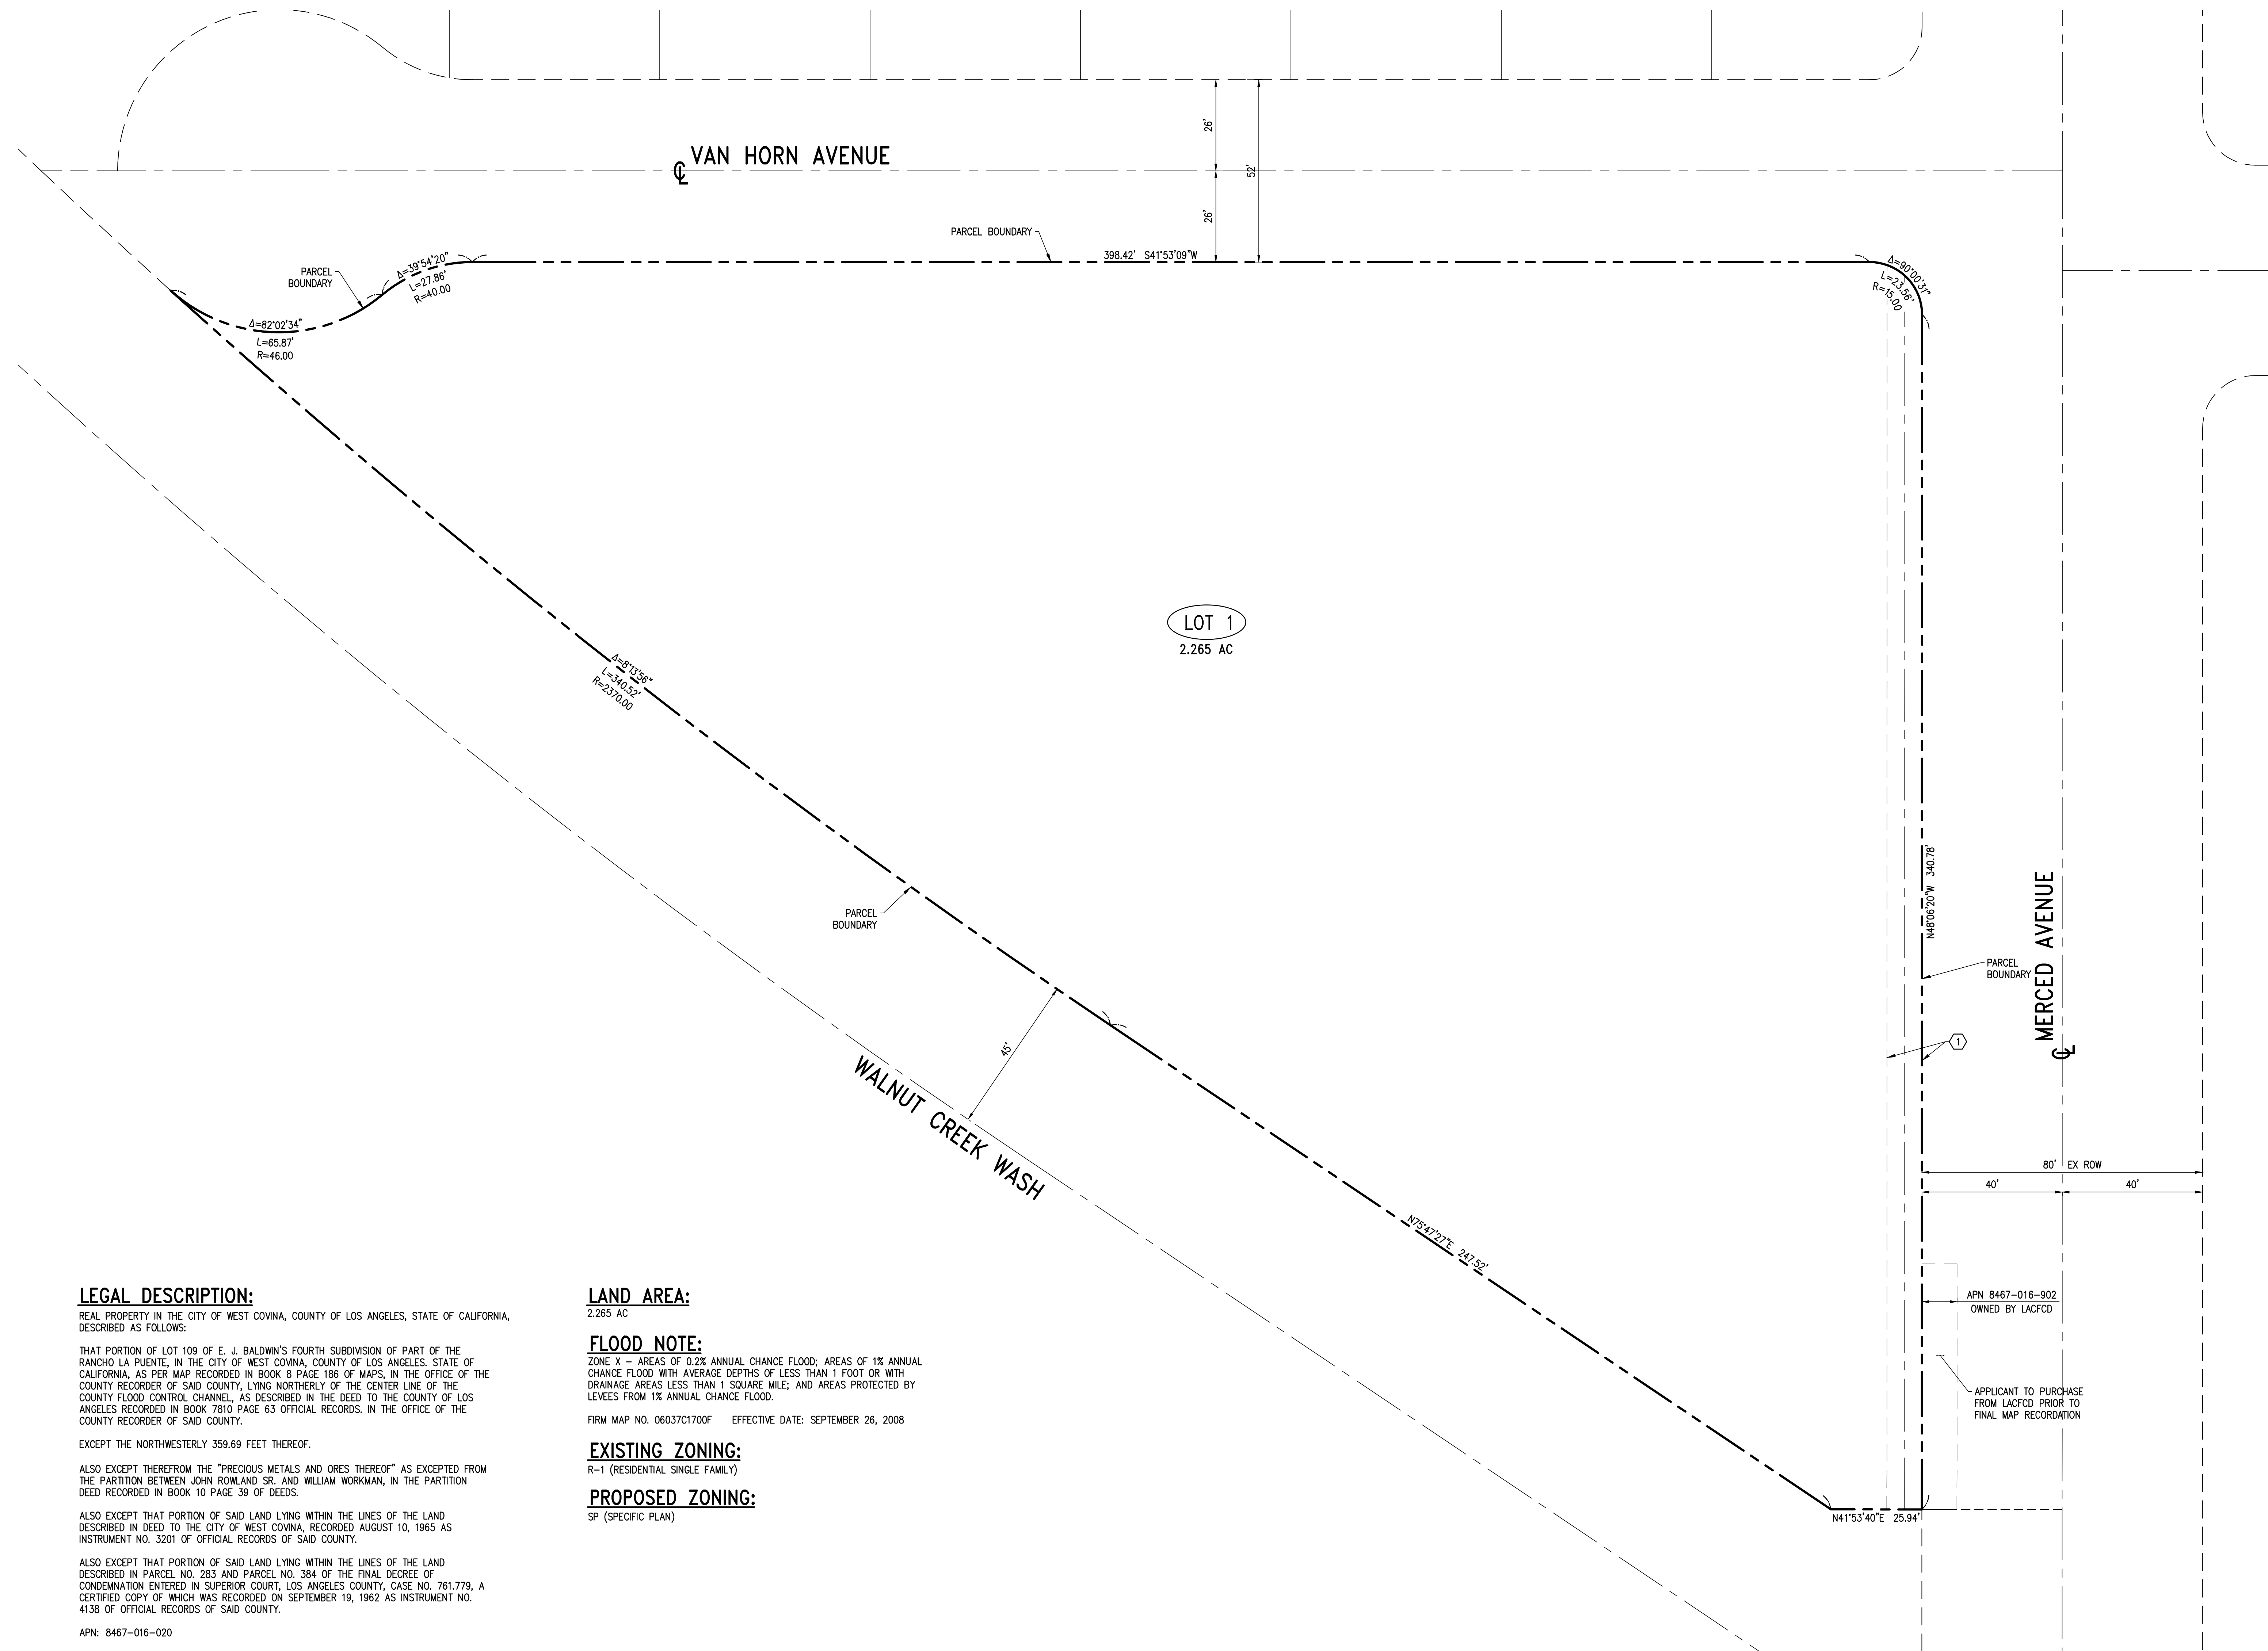 VAN HORN AVENUE
26'
26'
52'
PARCEL BOUNDARY
398.42' S41°53'09"W
PARCEL
BOUNDARY
Δ=39°54'20"
L=27.86'
R=40.00
Δ=82°02'34"
L=65.87'
R=46.00
Δ=90°00'31"
L=23.56'
R=15.00
LOT 1
2.265 AC
Δ=8°13'56"
L=340.52'
R=2370.00
N48°06'20"W 340.78'
MERCED AVENUE
PARCEL
BOUNDARY
PARCEL
BOUNDARY
1
45'
WALNUT CREEK WASH
80' EX ROW
40'
40'
N75°47'27"E 247.52'
APN 8467-016-902
OWNED BY LACFCD
APPLICANT TO PURCHASE
FROM LACFCD PRIOR TO
FINAL MAP RECORDATION
N41°53'40"E 25.94'
LEGAL DESCRIPTION:
REAL PROPERTY IN THE CITY OF WEST COVINA, COUNTY OF LOS ANGELES, STATE OF CALIFORNIA,
DESCRIBED AS FOLLOWS:
THAT PORTION OF LOT 109 OF E. J. BALDWIN'S FOURTH SUBDIVISION OF PART OF THE
RANCHO LA PUENTE, IN THE CITY OF WEST COVINA, COUNTY OF LOS ANGELES. STATE OF
CALIFORNIA, AS PER MAP RECORDED IN BOOK 8 PAGE 186 OF MAPS, IN THE OFFICE OF THE
COUNTY RECORDER OF SAID COUNTY, LYING NORTHERLY OF THE CENTER LINE OF THE
COUNTY FLOOD CONTROL CHANNEL, AS DESCRIBED IN THE DEED TO THE COUNTY OF LOS
ANGELES RECORDED IN BOOK 7810 PAGE 63 OFFICIAL RECORDS. IN THE OFFICE OF THE
COUNTY RECORDER OF SAID COUNTY.
EXCEPT THE NORTHWESTERLY 359.69 FEET THEREOF.
ALSO EXCEPT THEREFROM THE "PRECIOUS METALS AND ORES THEREOF" AS EXCEPTED FROM
THE PARTITION BETWEEN JOHN ROWLAND SR. AND WILLIAM WORKMAN, IN THE PARTITION
DEED RECORDED IN BOOK 10 PAGE 39 OF DEEDS.
ALSO EXCEPT THAT PORTION OF SAID LAND LYING WITHIN THE LINES OF THE LAND
DESCRIBED IN DEED TO THE CITY OF WEST COVINA, RECORDED AUGUST 10, 1965 AS
INSTRUMENT NO. 3201 OF OFFICIAL RECORDS OF SAID COUNTY.
ALSO EXCEPT THAT PORTION OF SAID LAND LYING WITHIN THE LINES OF THE LAND
DESCRIBED IN PARCEL NO. 283 AND PARCEL NO. 384 OF THE FINAL DECREE OF
CONDEMNATION ENTERED IN SUPERIOR COURT, LOS ANGELES COUNTY, CASE NO. 761.779, A
CERTIFIED COPY OF WHICH WAS RECORDED ON SEPTEMBER 19, 1962 AS INSTRUMENT NO.
4138 OF OFFICIAL RECORDS OF SAID COUNTY.
APN: 8467-016-020
LAND AREA:
2.265 AC
FLOOD NOTE:
ZONE X – AREAS OF 0.2% ANNUAL CHANCE FLOOD; AREAS OF 1% ANNUAL
CHANCE FLOOD WITH AVERAGE DEPTHS OF LESS THAN 1 FOOT OR WITH
DRAINAGE AREAS LESS THAN 1 SQUARE MILE; AND AREAS PROTECTED BY
LEVEES FROM 1% ANNUAL CHANCE FLOOD.
FIRM MAP NO. 06037C1700F EFFECTIVE DATE: SEPTEMBER 26, 2008
EXISTING ZONING:
R-1 (RESIDENTIAL SINGLE FAMILY)
PROPOSED ZONING:
SP (SPECIFIC PLAN)